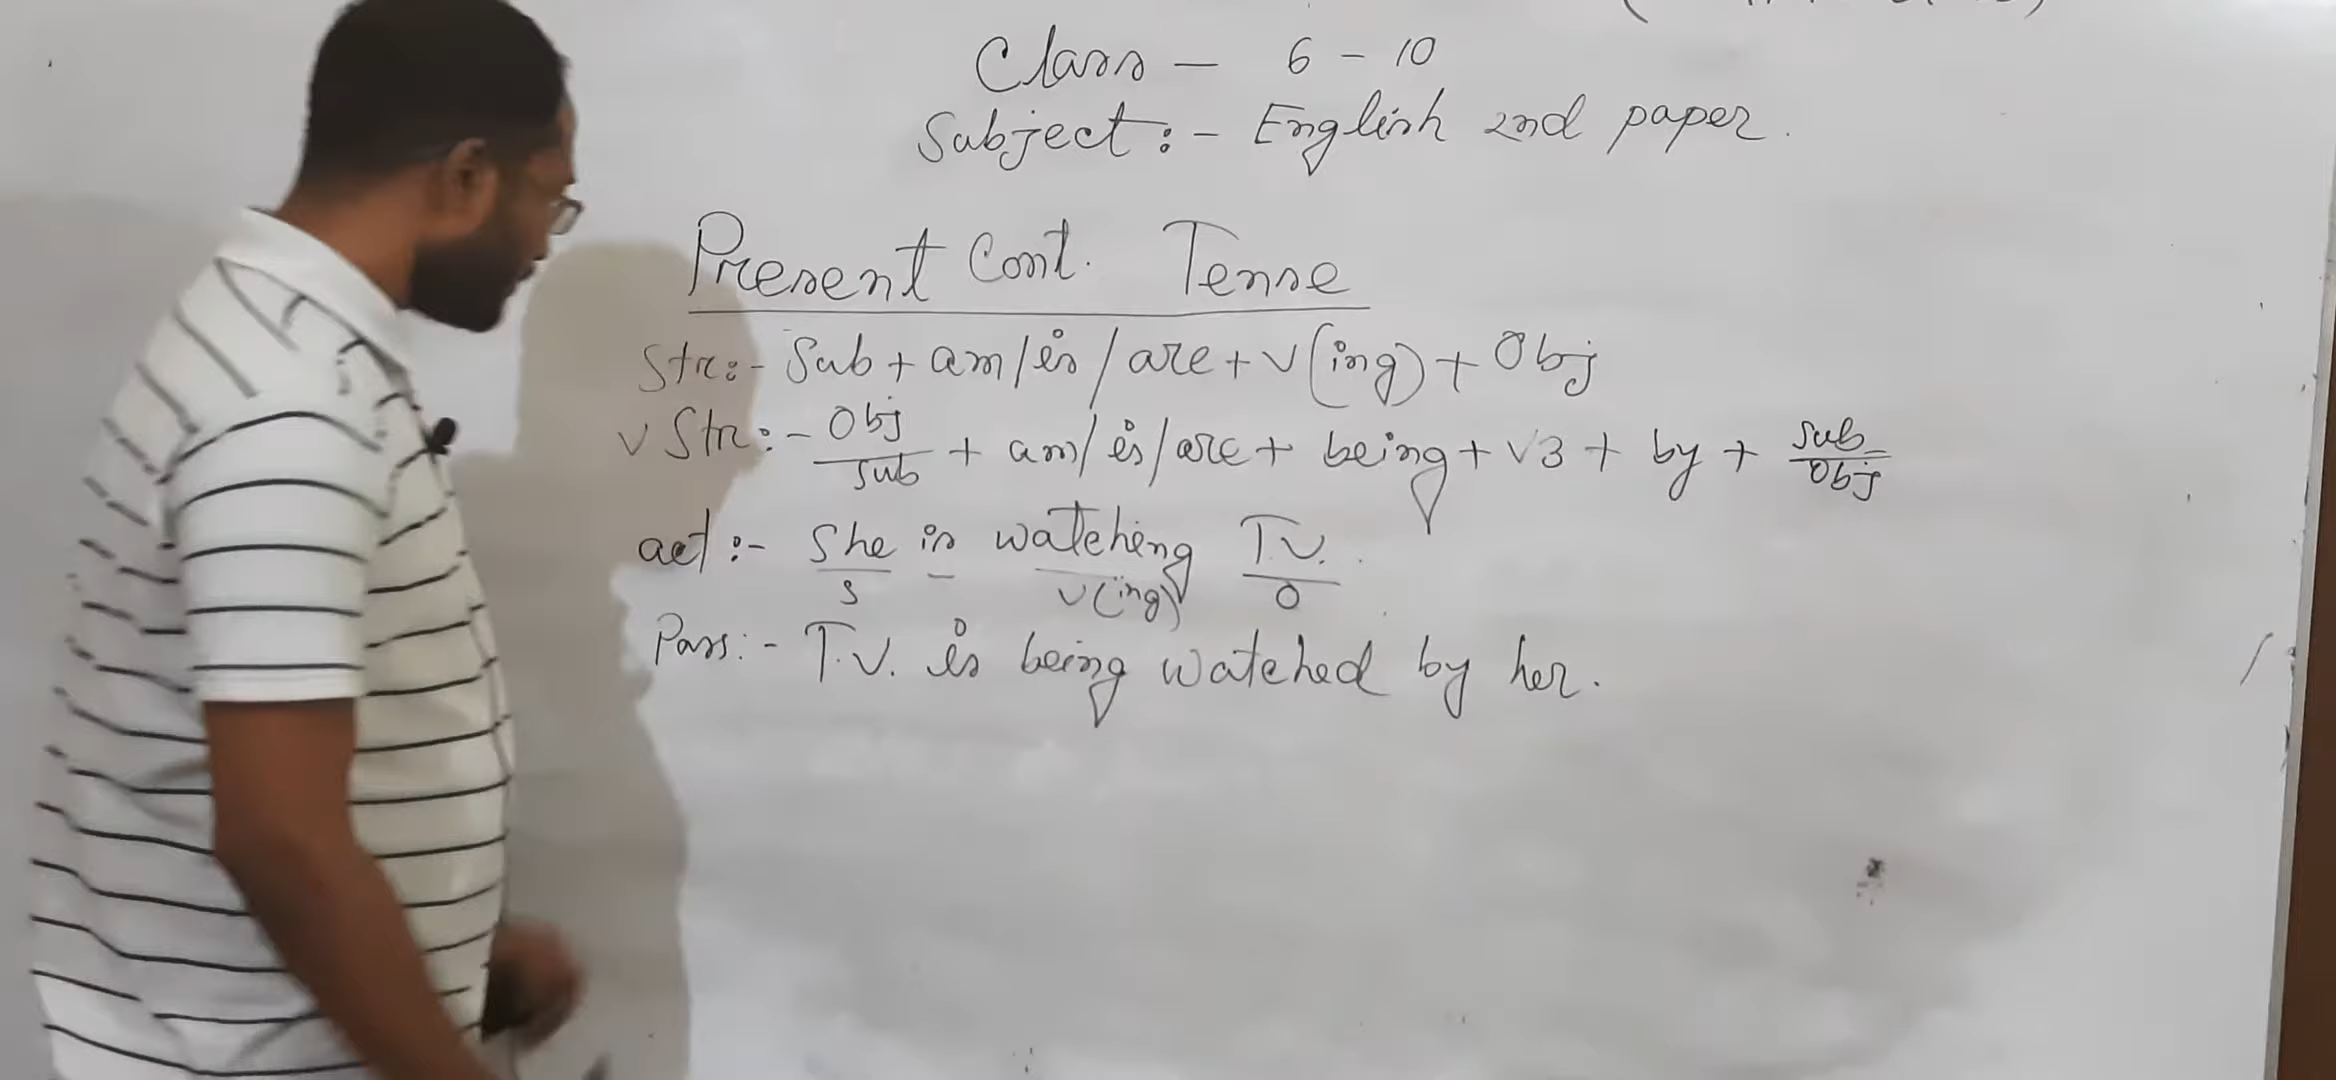 Class - 6 - 10
Subject:- English 2nd paper.
Present Cont. Tense
Str:- Sub + am/is/are + v(ing) + Obj
v Str:- Obj/sub + am/is/are + being + v3 + by + sub/obj
act:- She is watching T.V.
s v(ing) o
Pass:- T.V. is being watched by her.